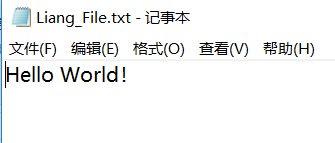 Liang_File.txt - 记事本
文件(F) 编辑(E) 格式(O) 查看(V) 帮助(H)
Hello World!